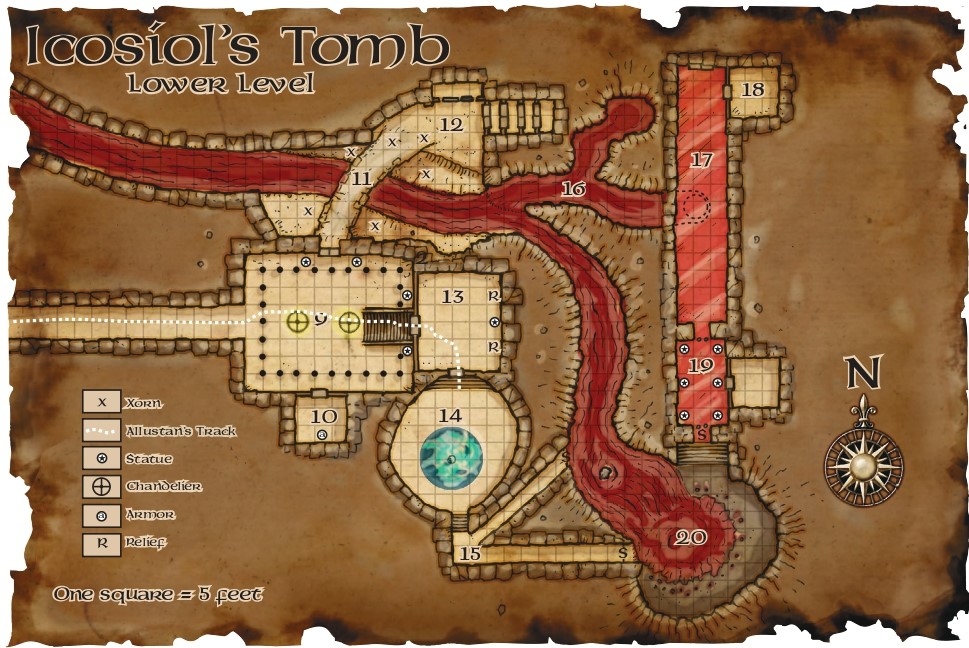 Icosiol's Tomb
Lower Level
18
12
x
x
x
17
11
x
16
x
x
13
R
9
R
19
N
10
14
S
x Xorn
Allustan's Track
Statue
Chandelier
a Armor
R Relief
20
15
S
One square = 5 feet